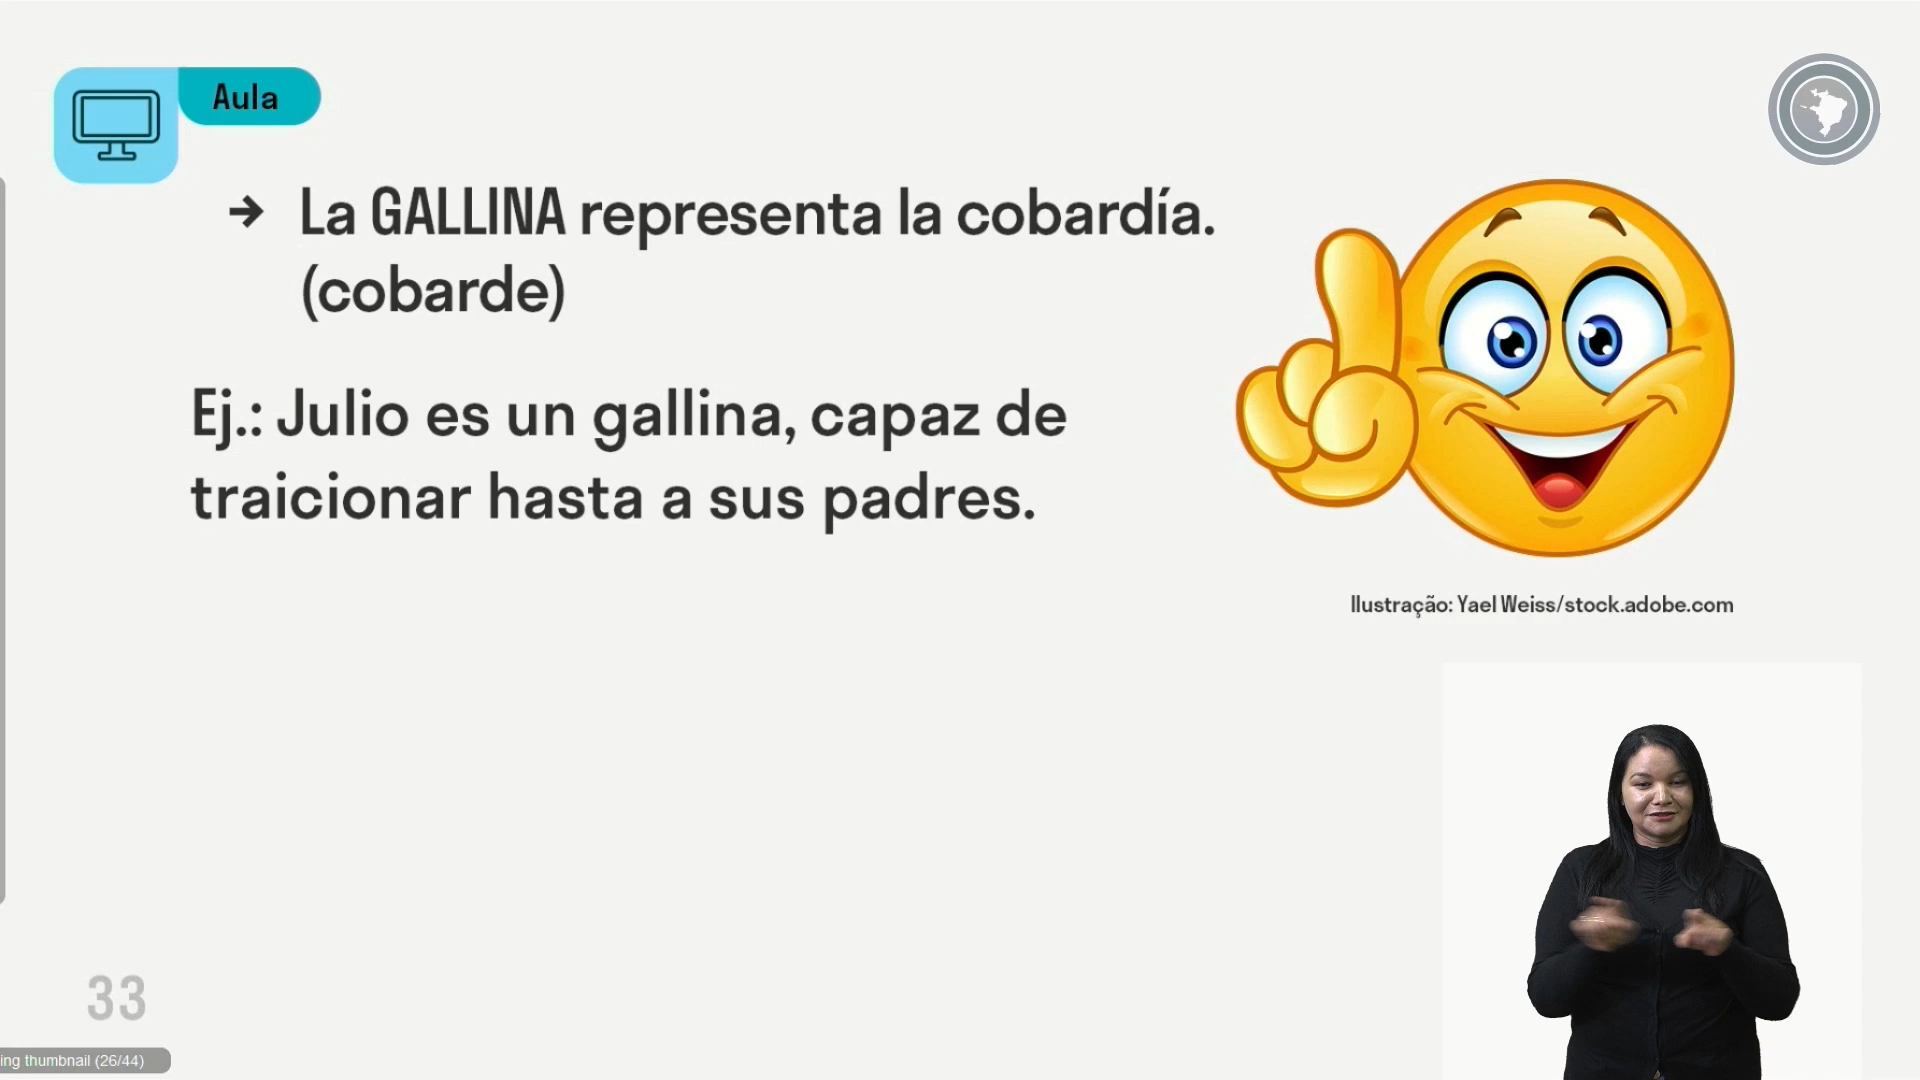 Aula
→ La GALLINA representa la cobardía.
(cobarde)
Ej.: Julio es un gallina, capaz de
traicionar hasta a sus padres.
Ilustração: Yael Weiss/stock.adobe.com
33
ing thumbnail (26/44)